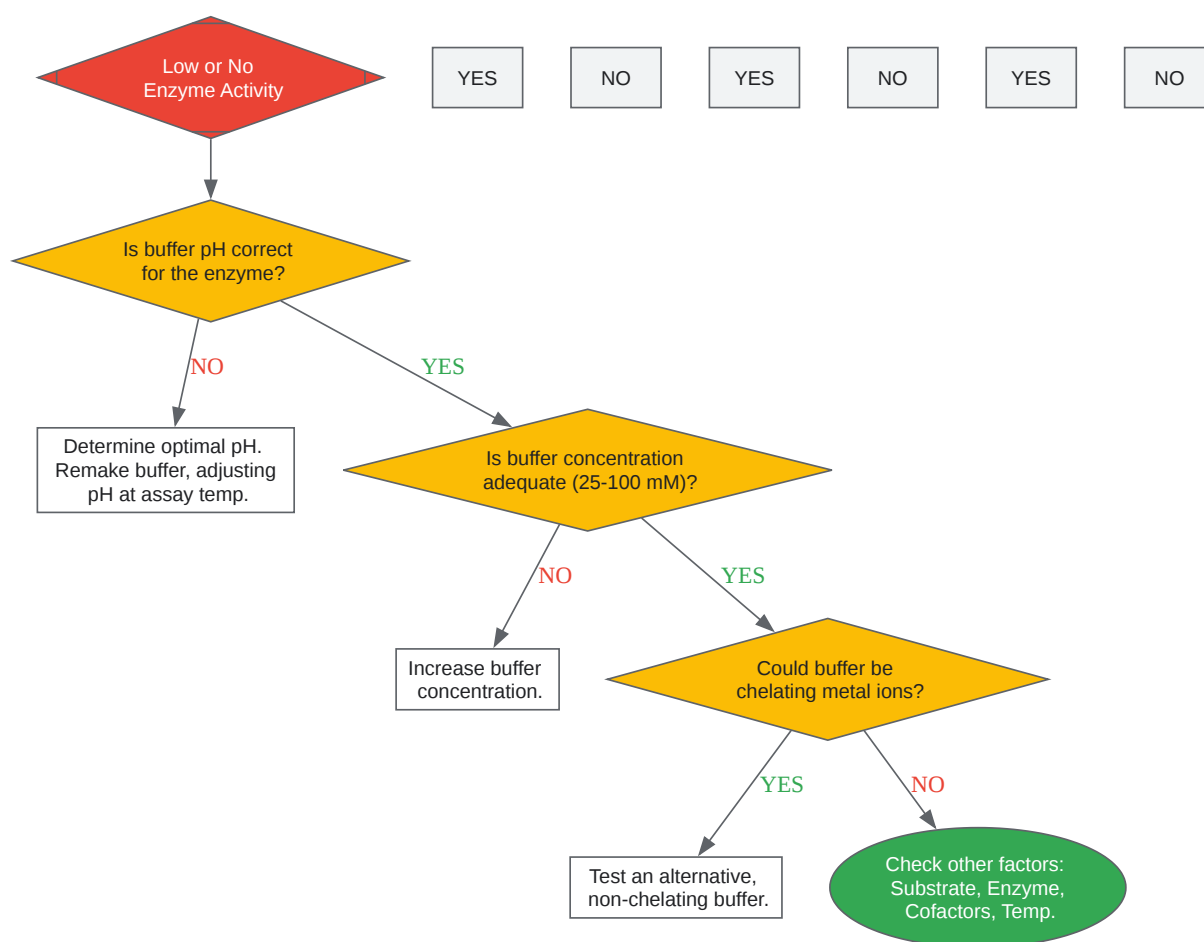 Low or No
Enzyme Activity
YES
NO
YES
NO
YES
NO
Is buffer pH correct
for the enzyme?
NO
YES
Determine optimal pH.
Remake buffer, adjusting
pH at assay temp.
Is buffer concentration
adequate (25-100 mM)?
NO
YES
Increase buffer
concentration.
Could buffer be
chelating metal ions?
YES
NO
Test an alternative,
non-chelating buffer.
Check other factors:
Substrate, Enzyme,
Cofactors, Temp.